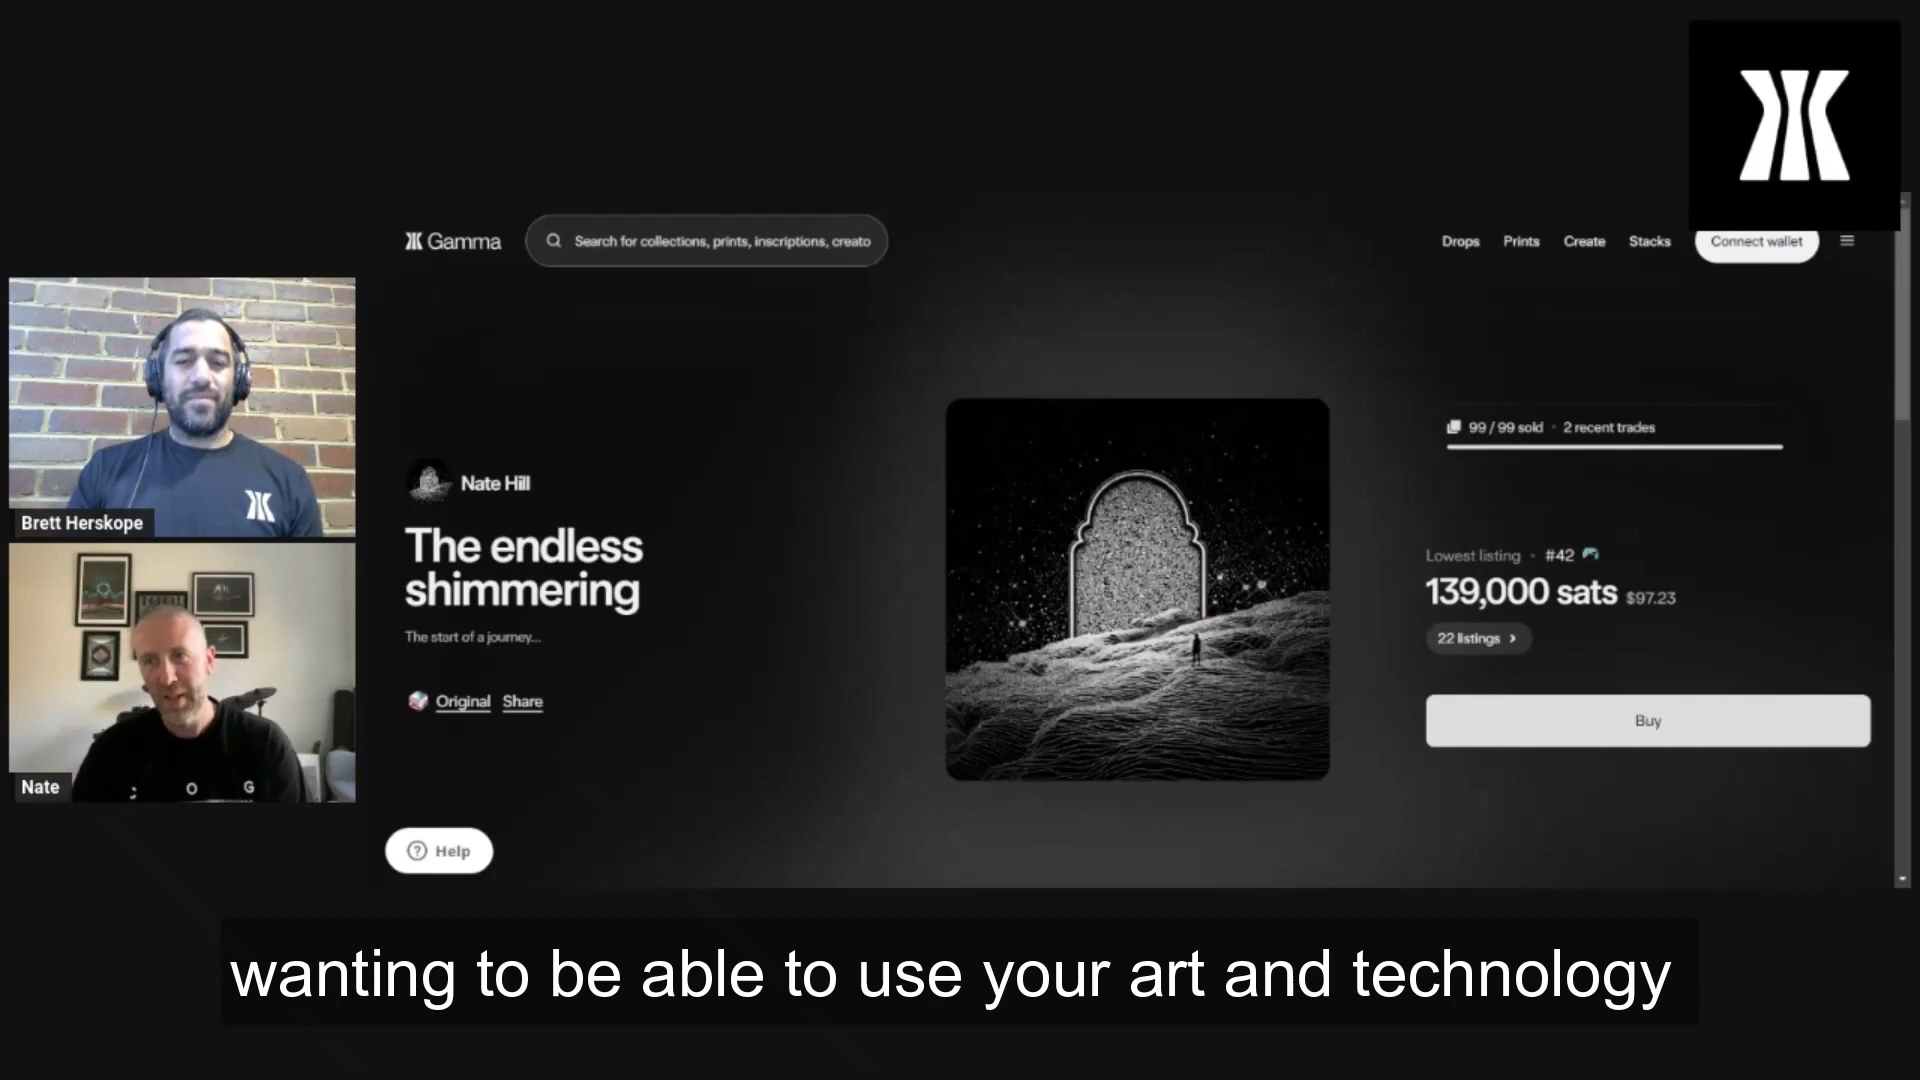 Gamma
Search for collections, prints, inscriptions, creato
Drops
Prints
Create
Stacks
Connect wallet
Brett Herskope
Nate
C O G
Nate Hill
The endless
shimmering
The start of a journey...
Original
Share
99 / 99 sold · 2 recent trades
Lowest listing · #42
139,000 sats $97.23
22 listings >
Buy
Help
wanting to be able to use your art and technology